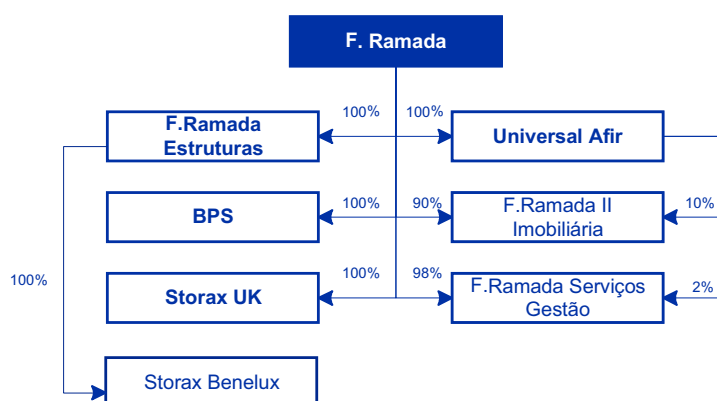 F. Ramada
100%
100%
F.Ramada
Estruturas
Universal Afir
100%
90%
10%
BPS
F.Ramada II
Imobiliária
100%
100%
98%
2%
Storax UK
F.Ramada Serviços
Gestão
Storax Benelux